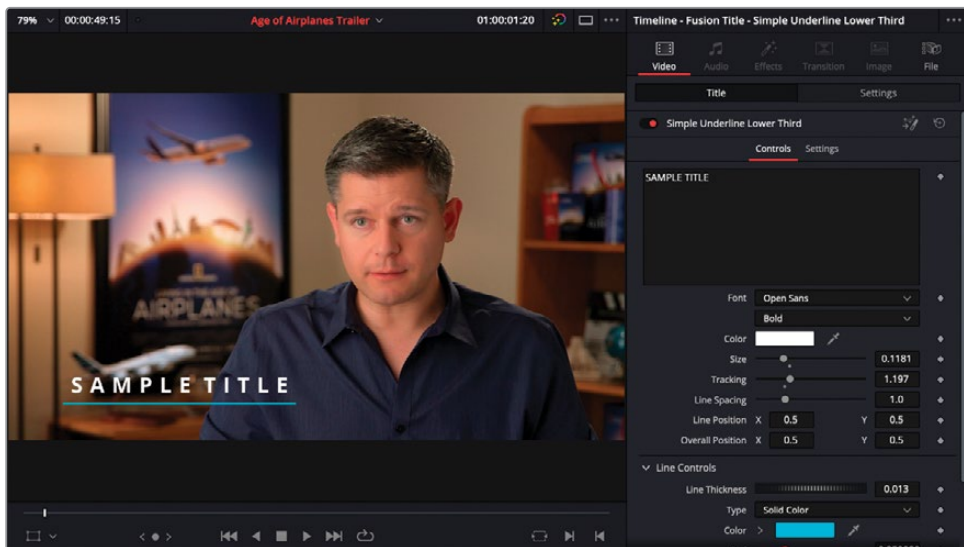 79% 00:00:49:15 Age of Airplanes Trailer 01:00:01:20 Timeline - Fusion Title - Simple Underline Lower Third
Video Audio Effects Transition Image File
Title Settings
Simple Underline Lower Third
Controls Settings
SAMPLE TITLE
AIRPLANES
SAMPLE TITLE
Font Open Sans
Bold
Color
Size 0.1181
Tracking 1.197
Line Spacing 1.0
Line Position X 0.5 Y 0.5
Overall Position X 0.5 Y 0.5
Line Controls
Line Thickness 0.013
Type Solid Color
Color